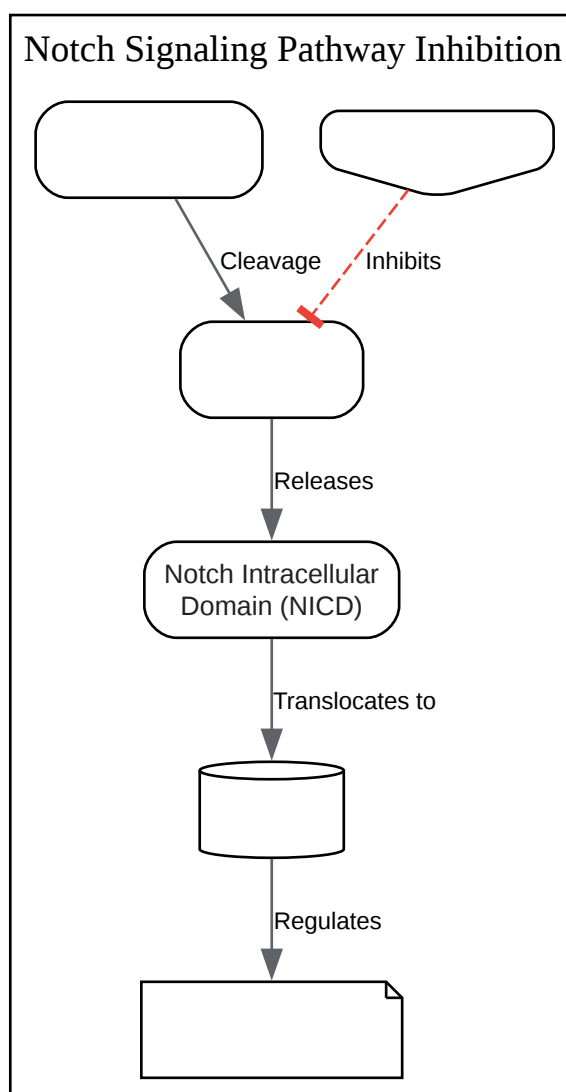 Notch Signaling Pathway Inhibition
Cleavage
Inhibits
Releases
Notch Intracellular
Domain (NICD)
Translocates to
Regulates